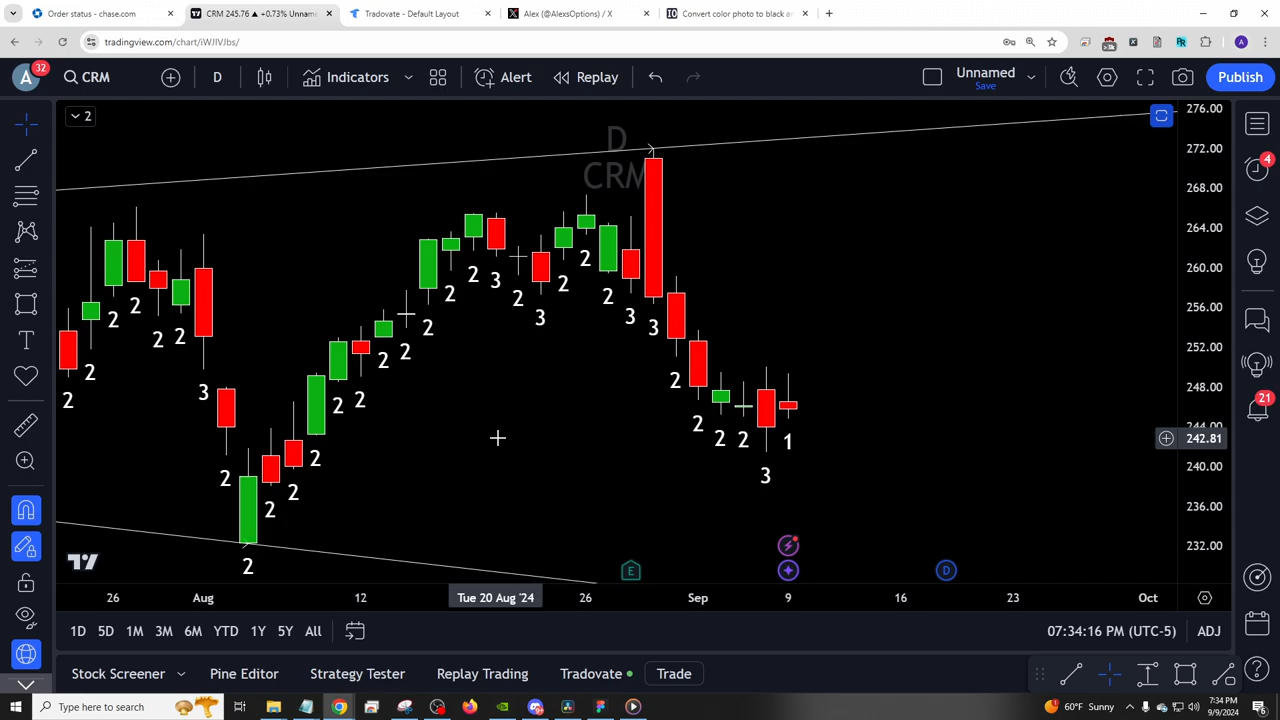 Order status - chase.com
CRM 245.76 ▲ +0.73% Unname
Tradovate - Default Layout
Alex (@AlexsOptions) / X
Convert color photo to black an
tradingview.com/chart/iWJIVJbs/
A 32 CRM D Indicators Alert Replay Unnamed Save Publish
2
D
CRM
276.00
272.00
268.00
264.00
260.00
256.00
252.00
248.00
244.00
242.81
240.00
236.00
232.00
2 2 2 2 2 2 3 2 2 2 2 2 2 2 2 2 2 2 2 3 2 3 2 2 2 3 3 2 2 2 2 3 1
E D
26 Aug 12 Tue 20 Aug '24 26 Sep 9 16 23 Oct
1D 5D 1M 3M 6M YTD 1Y 5Y All 07:34:16 PM (UTC-5) ADJ
Stock Screener Pine Editor Strategy Tester Replay Trading Tradovate Trade
4
21
Type here to search
60°F Sunny
7:34 PM
9/9/2024